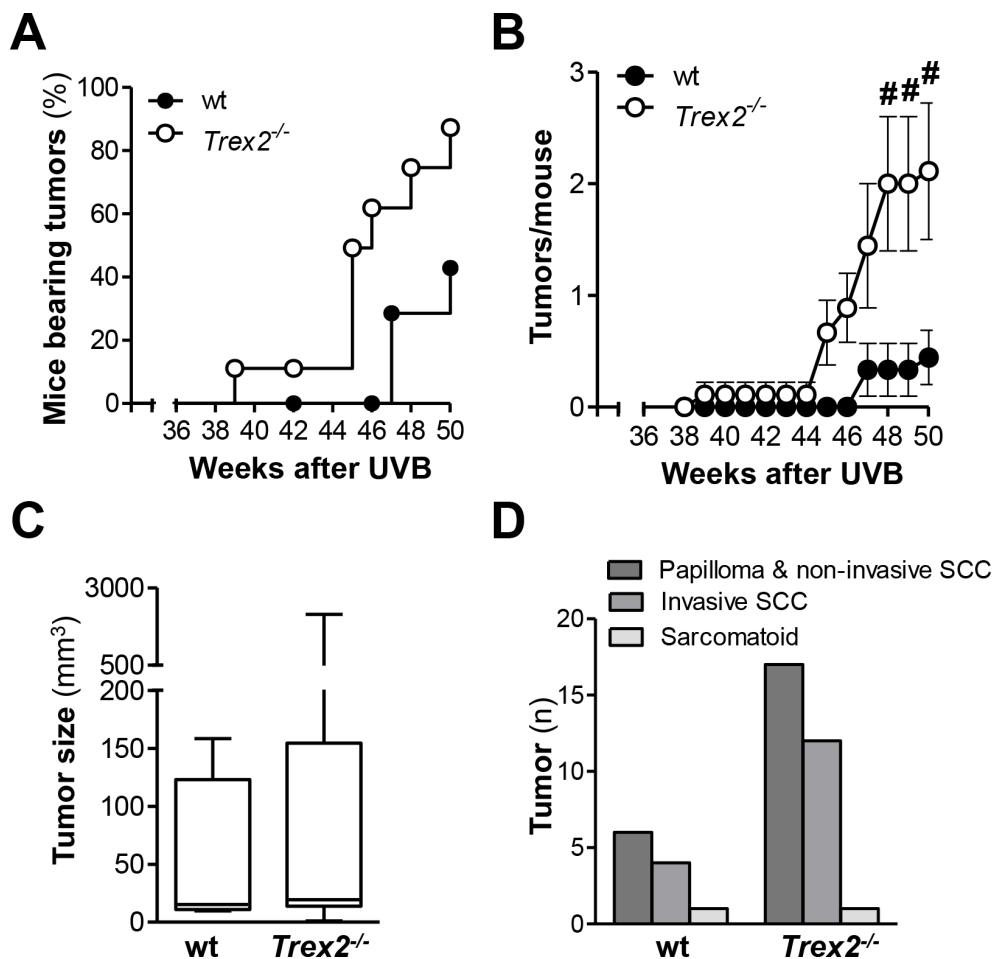 A
Mice bearing tumors (%)
100
80
60
40
20
0
wt
Trex2-/-
36 38 40 42 44 46 48 50
Weeks after UVB
B
Tumors/mouse
3
2
1
0
wt
Trex2-/-
# # #
36 38 40 42 44 46 48 50
Weeks after UVB
C
Tumor size (mm³)
3000
500
200
150
100
50
0
wt Trex2-/-
D
Papilloma & non-invasive SCC
Invasive SCC
Sarcomatoid
Tumor (n)
20
15
10
5
0
wt Trex2-/-